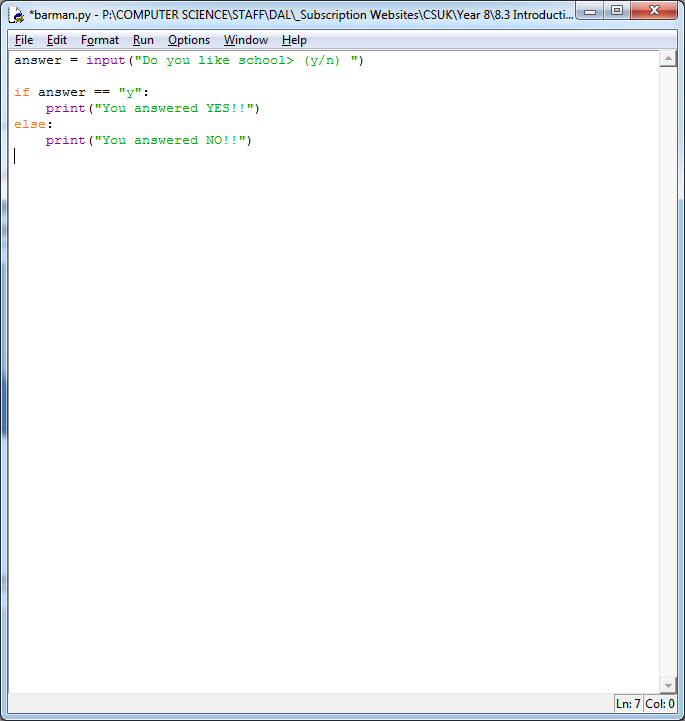 *barman.py - P:\COMPUTER SCIENCE\STAFF\DAL\_Subscription Websites\CSUK\Year 8\8.3 Introducti...
File Edit Format Run Options Window Help
answer = input("Do you like school> (y/n) ")
if answer == "y":
    print("You answered YES!!")
else:
    print("You answered NO!!")
Ln: 7 Col: 0